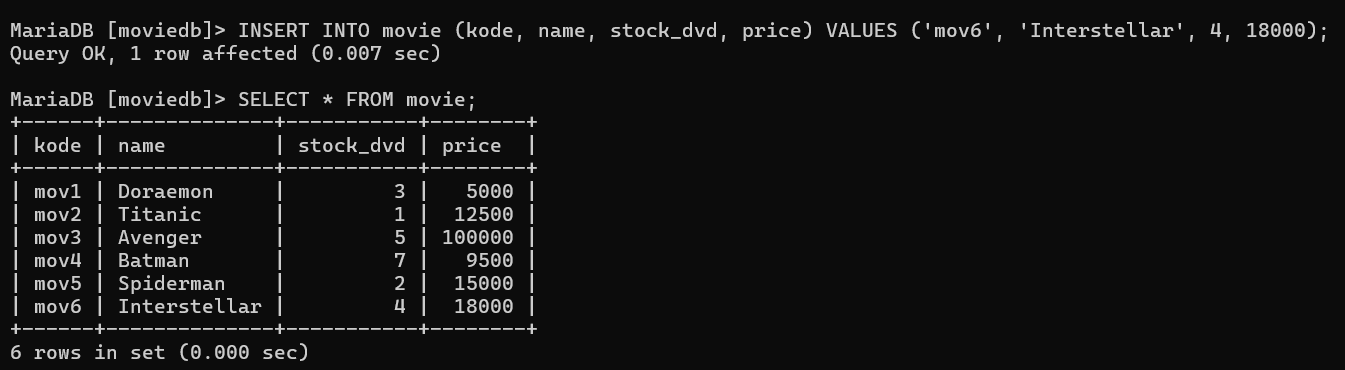 MariaDB [moviedb]> INSERT INTO movie (kode, name, stock_dvd, price) VALUES ('mov6', 'Interstellar', 4, 18000);
Query OK, 1 row affected (0.007 sec)

MariaDB [moviedb]> SELECT * FROM movie;
+------+--------------+-----------+--------+
| kode | name         | stock_dvd | price  |
+------+--------------+-----------+--------+
| mov1 | Doraemon     |         3 |   5000 |
| mov2 | Titanic      |         1 |  12500 |
| mov3 | Avenger      |         5 | 100000 |
| mov4 | Batman       |         7 |   9500 |
| mov5 | Spiderman    |         2 |  15000 |
| mov6 | Interstellar |         4 |  18000 |
+------+--------------+-----------+--------+
6 rows in set (0.000 sec)